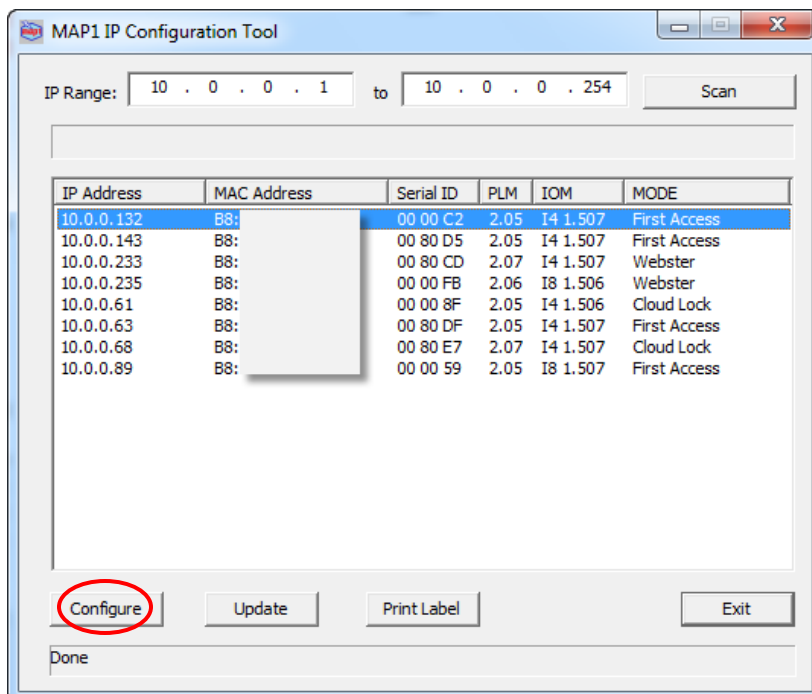 MAP1 IP Configuration Tool
IP Range: 10 . 0 . 0 . 1 to 10 . 0 . 0 . 254 Scan
IP Address MAC Address Serial ID PLM IOM MODE
10.0.0.132 B8: 00 00 C2 2.05 I4 1.507 First Access
10.0.0.143 B8: 00 80 D5 2.05 I4 1.507 First Access
10.0.0.233 B8: 00 80 CD 2.07 I4 1.507 Webster
10.0.0.235 B8: 00 00 FB 2.06 I8 1.506 Webster
10.0.0.61 B8: 00 00 8F 2.05 I4 1.506 Cloud Lock
10.0.0.63 B8: 00 80 DF 2.05 I4 1.507 First Access
10.0.0.68 B8: 00 80 E7 2.07 I4 1.507 Cloud Lock
10.0.0.89 B8: 00 00 59 2.05 I8 1.507 First Access
Configure Update Print Label Exit
Done